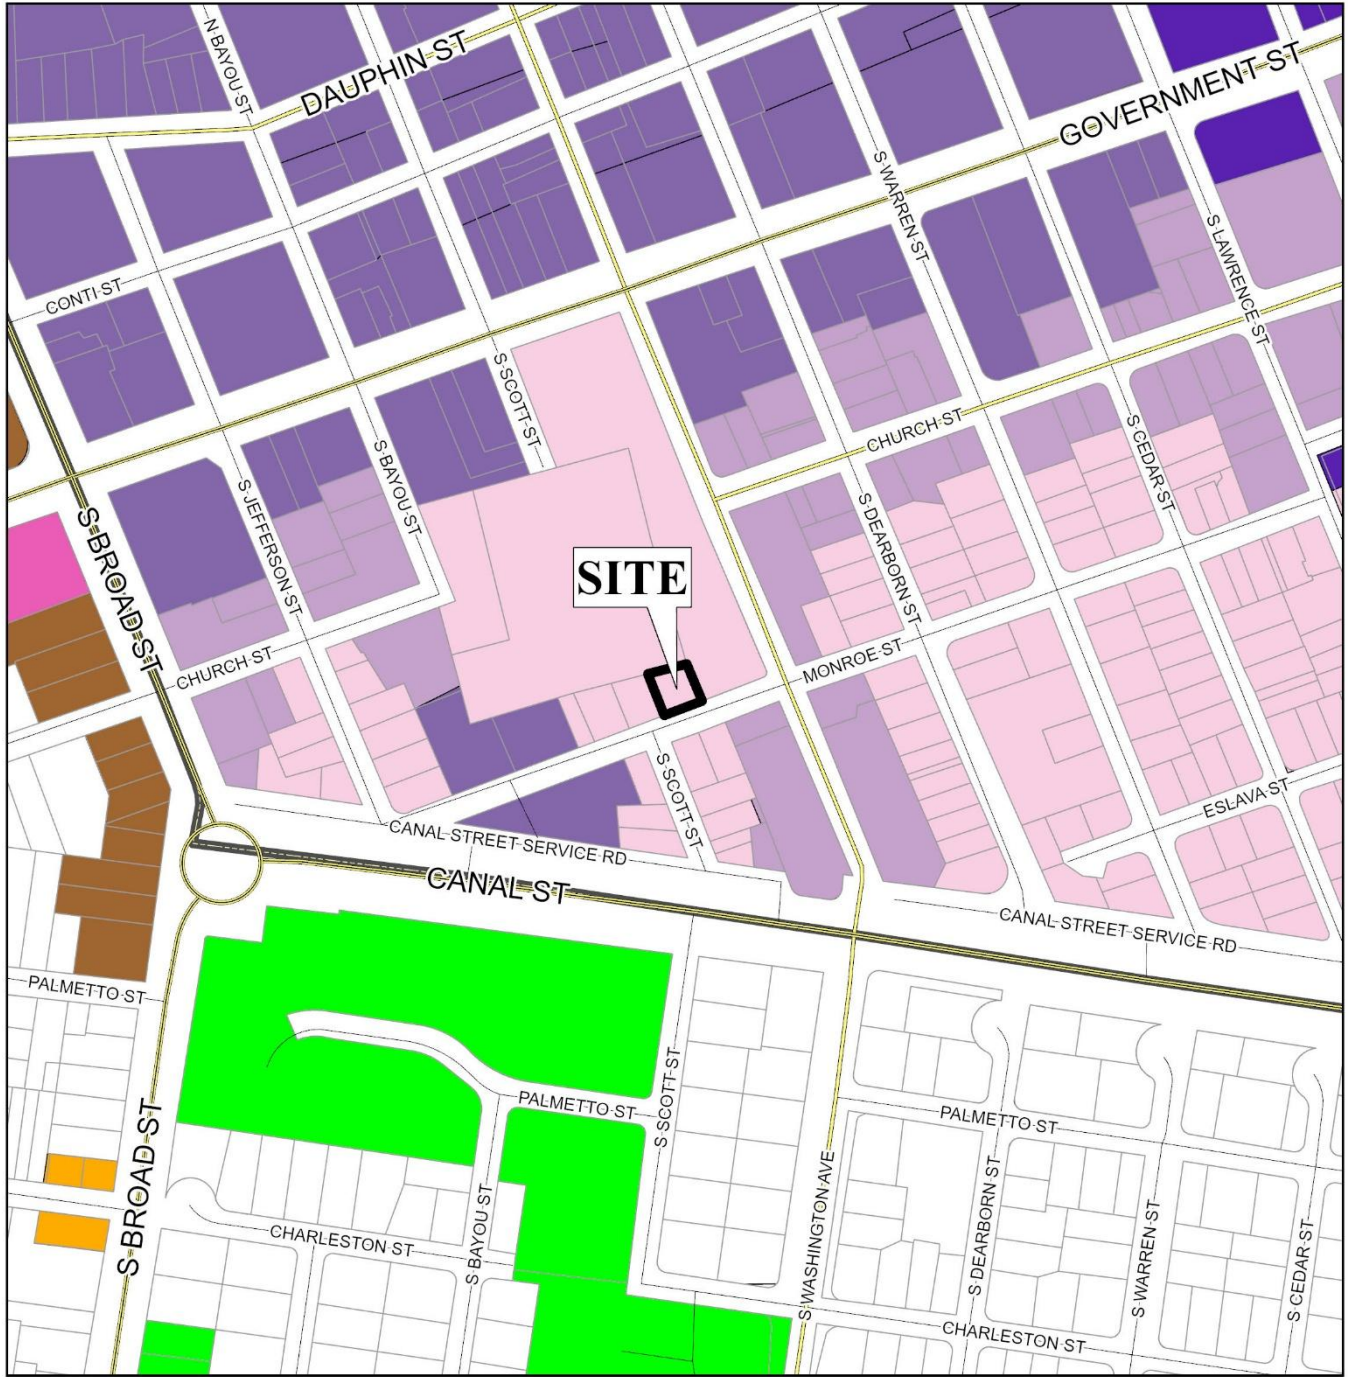 N BAYOU ST
DAUPHIN ST
GOVERNMENT ST
S WARREN ST
S LAWRENCE ST
CONTI ST
S SCOTT ST
CHURCH ST
S CEDAR ST
S BAYOU ST
S JEFFERSON ST
S DEARBORN ST
S BROAD ST
SITE
CHURCH ST
MONROE ST
S SCOTT ST
ESLAVA ST
CANAL STREET SERVICE RD
CANAL ST
CANAL STREET SERVICE RD
PALMETTO ST
S SCOTT ST
PALMETTO ST
PALMETTO ST
S BROAD ST
S BAYOU ST
S WASHINGTON AVE
S DEARBORN ST
S WARREN ST
S CEDAR ST
CHARLESTON ST
CHARLESTON ST